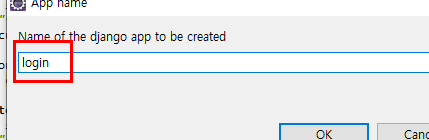 App name
Name of the django app to be created
login
OK